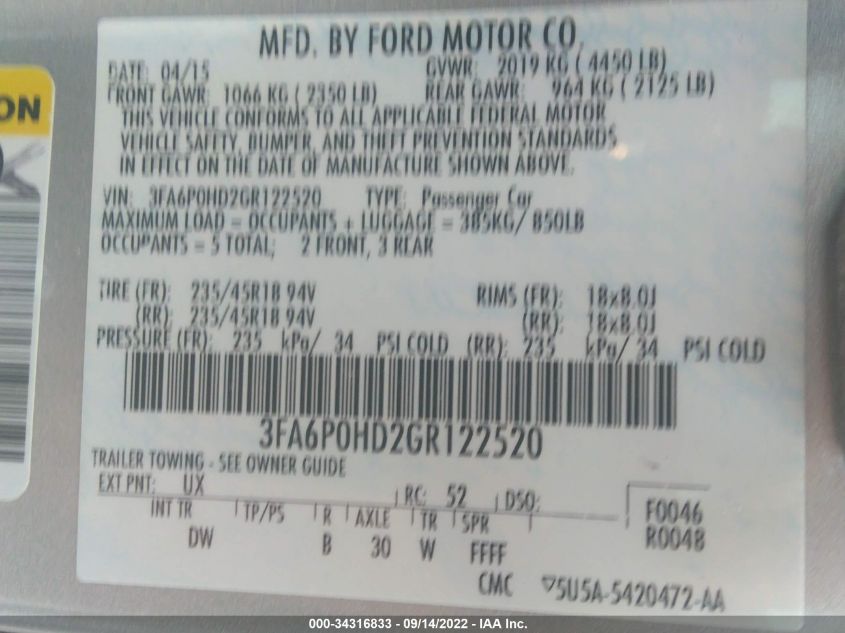 MFD. BY FORD MOTOR CO.
DATE: 04/15 GVWR: 2019 KG ( 4450 LB)
FRONT GAWR: 1066 KG ( 2350 LB) REAR GAWR: 964 KG ( 2125 LB)
THIS VEHICLE CONFORMS TO ALL APPLICABLE FEDERAL MOTOR
VEHICLE SAFETY, BUMPER, AND THEFT PREVENTION STANDARDS
IN EFFECT ON THE DATE OF MANUFACTURE SHOWN ABOVE.
VIN: 3FA6P0HD2GR122520 TYPE: Passenger Car
MAXIMUM LOAD = OCCUPANTS + LUGGAGE = 385KG/ 850LB
OCCUPANTS = 5 TOTAL; 2 FRONT, 3 REAR
TIRE (FR): 235/45R18 94V RIMS (FR): 18x8.0J
(RR): 235/45R18 94V (RR): 18x8.0J
PRESSURE (FR): 235 kPa/ 34 PSI COLD (RR): 235 kPa/ 34 PSI COLD
3FA6P0HD2GR122520
TRAILER TOWING - SEE OWNER GUIDE
EXT PNT: UX RC: 52 DSO:
INT TR TP/PS R AXLE TR SPR
DW B 30 W FFFF
F0046
R0048
CMC ▽5U5A-5420472-AA
ON
000-34316833 - 09/14/2022 - IAA Inc.